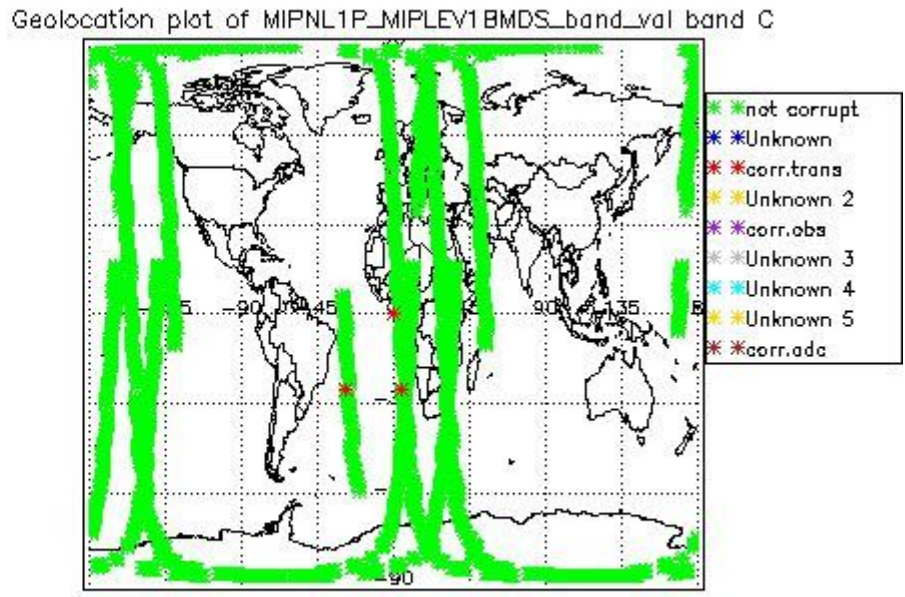 Geolocation plot of MIPNL1P_MIPLEV1BMDS_band_val band C
not corrupt
Unknown
corr.trans
Unknown 2
corr.obs
Unknown 3
Unknown 4
Unknown 5
corr.adc
-90
-45
90
135
-90